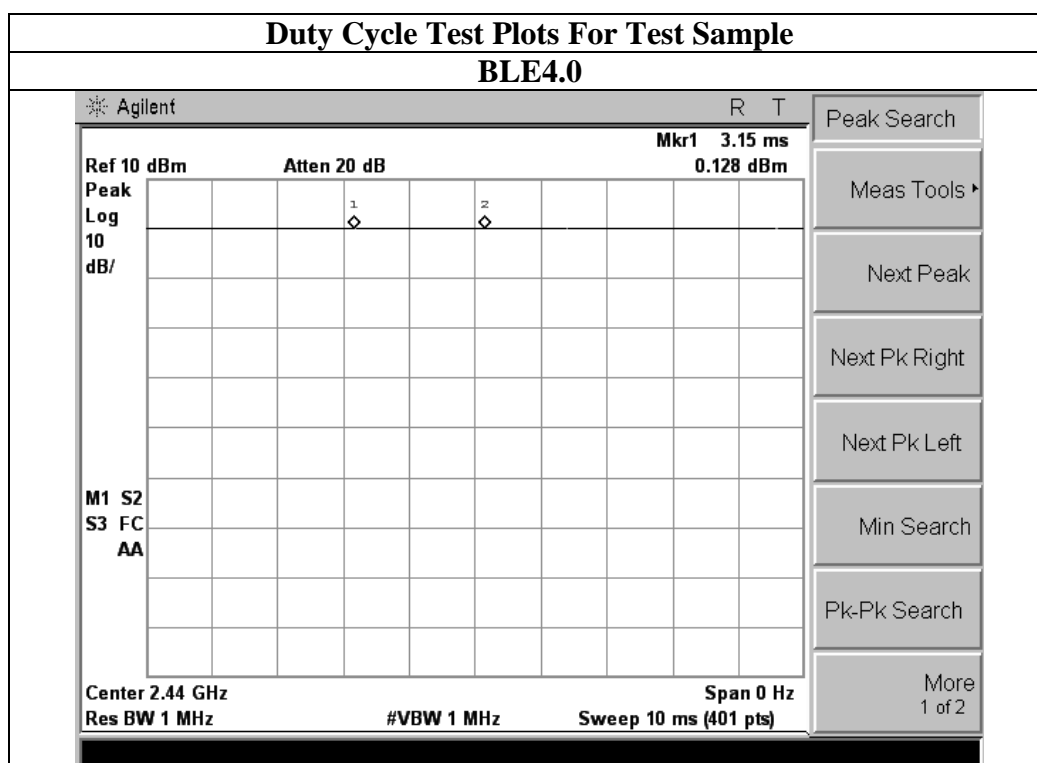 Duty Cycle Test Plots For Test Sample
BLE4.0
Agilent R T
Mkr1 3.15 ms
Ref 10 dBm Atten 20 dB 0.128 dBm
Peak
Log
10
dB/
1 2
M1 S2
S3 FC
AA
Center 2.44 GHz Span 0 Hz
Res BW 1 MHz #VBW 1 MHz Sweep 10 ms (401 pts)
Peak Search
Meas Tools
Next Peak
Next Pk Right
Next Pk Left
Min Search
Pk-Pk Search
More
1 of 2